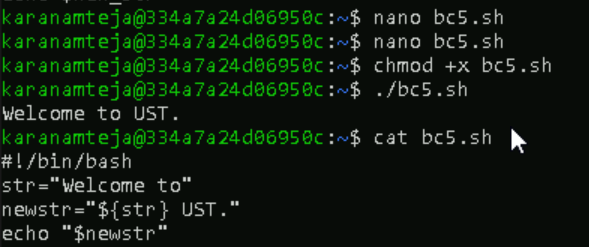 karanamteja@334a7a24d06950c:~$ nano bc5.sh
karanamteja@334a7a24d06950c:~$ nano bc5.sh
karanamteja@334a7a24d06950c:~$ chmod +x bc5.sh
karanamteja@334a7a24d06950c:~$ ./bc5.sh
Welcome to UST.
karanamteja@334a7a24d06950c:~$ cat bc5.sh
#!/bin/bash
str="Welcome to"
newstr="${str} UST."
echo "$newstr"